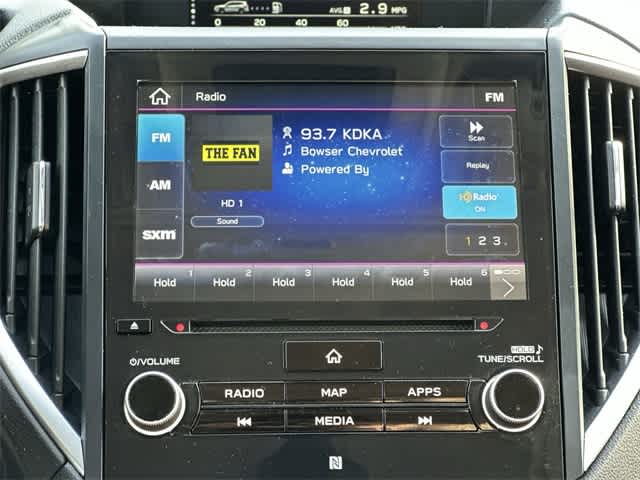 AVG 2.9 MPG
0 20 40 60
Radio FM
FM
AM
SXM
THE FAN
HD 1
Sound
93.7 KDKA
Bowser Chevrolet
Powered By
Scan
Replay
HD Radio
ON
1 2 3
Hold 1 Hold 2 Hold 3 Hold 4 Hold 5 Hold 6
VOLUME
HOLD
TUNE/SCROLL
RADIO MAP APPS
MEDIA